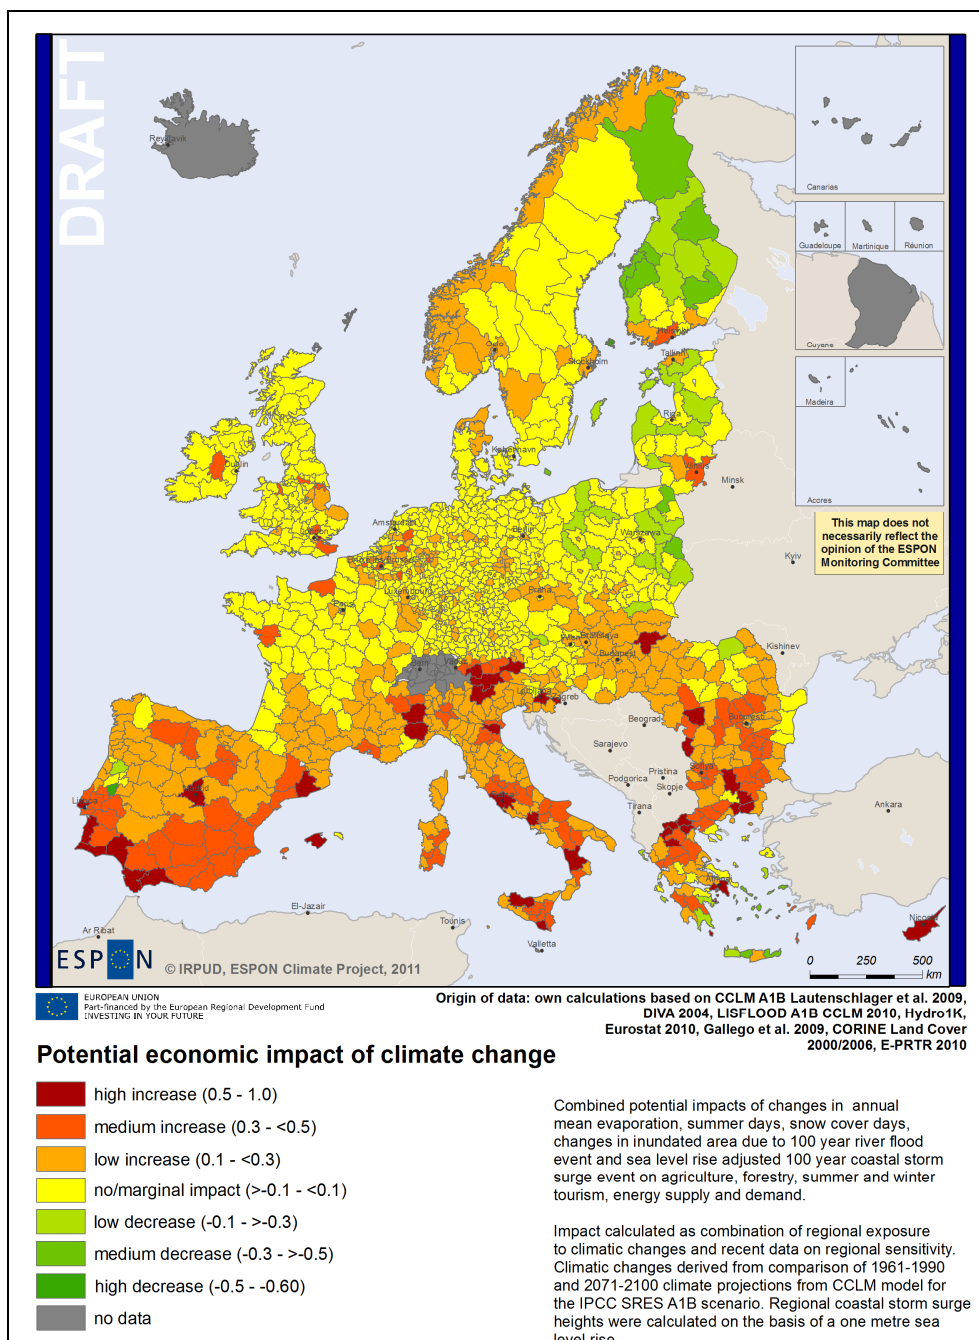 DRAFT
Reykjavik
Canarias
Guadeloupe
Martinique
Réunion
Guyane
Madeira
Acores
This map does not
necessarily reflect the
opinion of the ESPON
Monitoring Committee
Oslo
Helsinki
Stockholm
Tallinn
Riga
Dublin
København
Vilnius
Minsk
London
Amsterdam
Berlin
Warszawa
Kyiv
Luxembourg
Praha
Paris
Wien
Bratislava
Budapest
Kishinev
Bern
Vaduz
Ljubljana
Zagreb
Beograd
Bucuresti
Sarajevo
Pristina
Sofiya
Podgorica
Skopje
Tirana
Ankara
Madrid
Lisboa
Roma
Athinai
Nicosia
El-Jazair
Tounis
Ar Ribat
Valletta
ESPON
© IRPUD, ESPON Climate Project, 2011
0 250 500
km
EUROPEAN UNION
Part-financed by the European Regional Development Fund
INVESTING IN YOUR FUTURE
Origin of data: own calculations based on CCLM A1B Lautenschlager et al. 2009,
DIVA 2004, LISFLOOD A1B CCLM 2010, Hydro1K,
Eurostat 2010, Gallego et al. 2009, CORINE Land Cover
2000/2006, E-PRTR 2010
Potential economic impact of climate change
high increase (0.5 - 1.0)
medium increase (0.3 - <0.5)
low increase (0.1 - <0.3)
no/marginal impact (>-0.1 - <0.1)
low decrease (-0.1 - >-0.3)
medium decrease (-0.3 - >-0.5)
high decrease (-0.5 - -0.60)
no data
Combined potential impacts of changes in annual
mean evaporation, summer days, snow cover days,
changes in inundated area due to 100 year river flood
event and sea level rise adjusted 100 year coastal storm
surge event on agriculture, forestry, summer and winter
tourism, energy supply and demand.
Impact calculated as combination of regional exposure
to climatic changes and recent data on regional sensitivity.
Climatic changes derived from comparison of 1961-1990
and 2071-2100 climate projections from CCLM model for
the IPCC SRES A1B scenario. Regional coastal storm surge
heights were calculated on the basis of a one metre sea
level rise